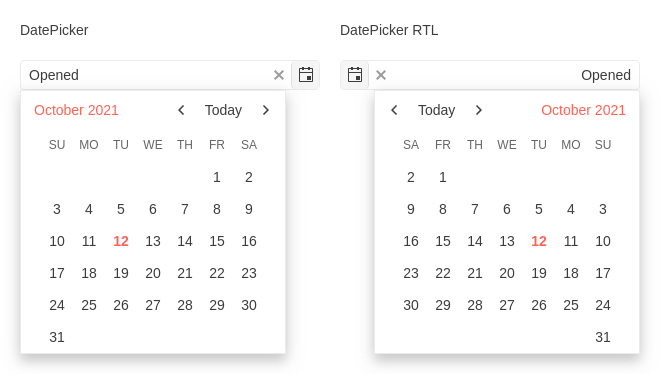 DatePicker
Opened
October 2021 Today
SU MO TU WE TH FR SA
1 2
3 4 5 6 7 8 9
10 11 12 13 14 15 16
17 18 19 20 21 22 23
24 25 26 27 28 29 30
31
DatePicker RTL
Opened
Today October 2021
SA FR TH WE TU MO SU
2 1
9 8 7 6 5 4 3
16 15 14 13 12 11 10
23 22 21 20 19 18 17
30 29 28 27 26 25 24
31